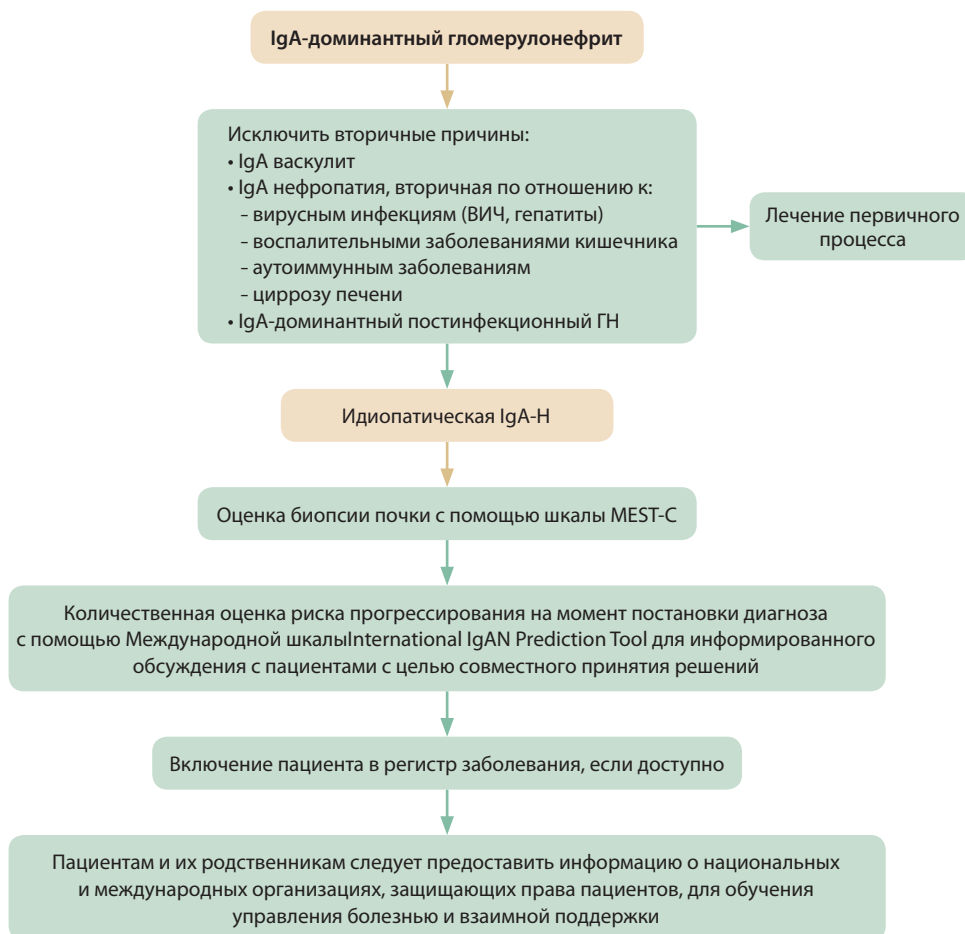 IgA-доминантный гломерулонефрит
Исключить вторичные причины:
• IgA васкулит
• IgA нефропатия, вторичная по отношению к:
– вирусным инфекциям (ВИЧ, гепатиты)
– воспалительными заболеваниями кишечника
– аутоиммунным заболеваниям
– циррозу печени
• IgA-доминантный постинфекционный ГН
Лечение первичного
процесса
Идиопатическая IgA-Н
Оценка биопсии почки с помощью шкалы MEST-C
Количественная оценка риска прогрессирования на момент постановки диагноза
с помощью Международной шкалыInternational IgAN Prediction Tool для информированного
обсуждения с пациентами с целью совместного принятия решений
Включение пациента в регистр заболевания, если доступно
Пациентам и их родственникам следует предоставить информацию о национальных
и международных организациях, защищающих права пациентов, для обучения
управления болезнью и взаимной поддержки